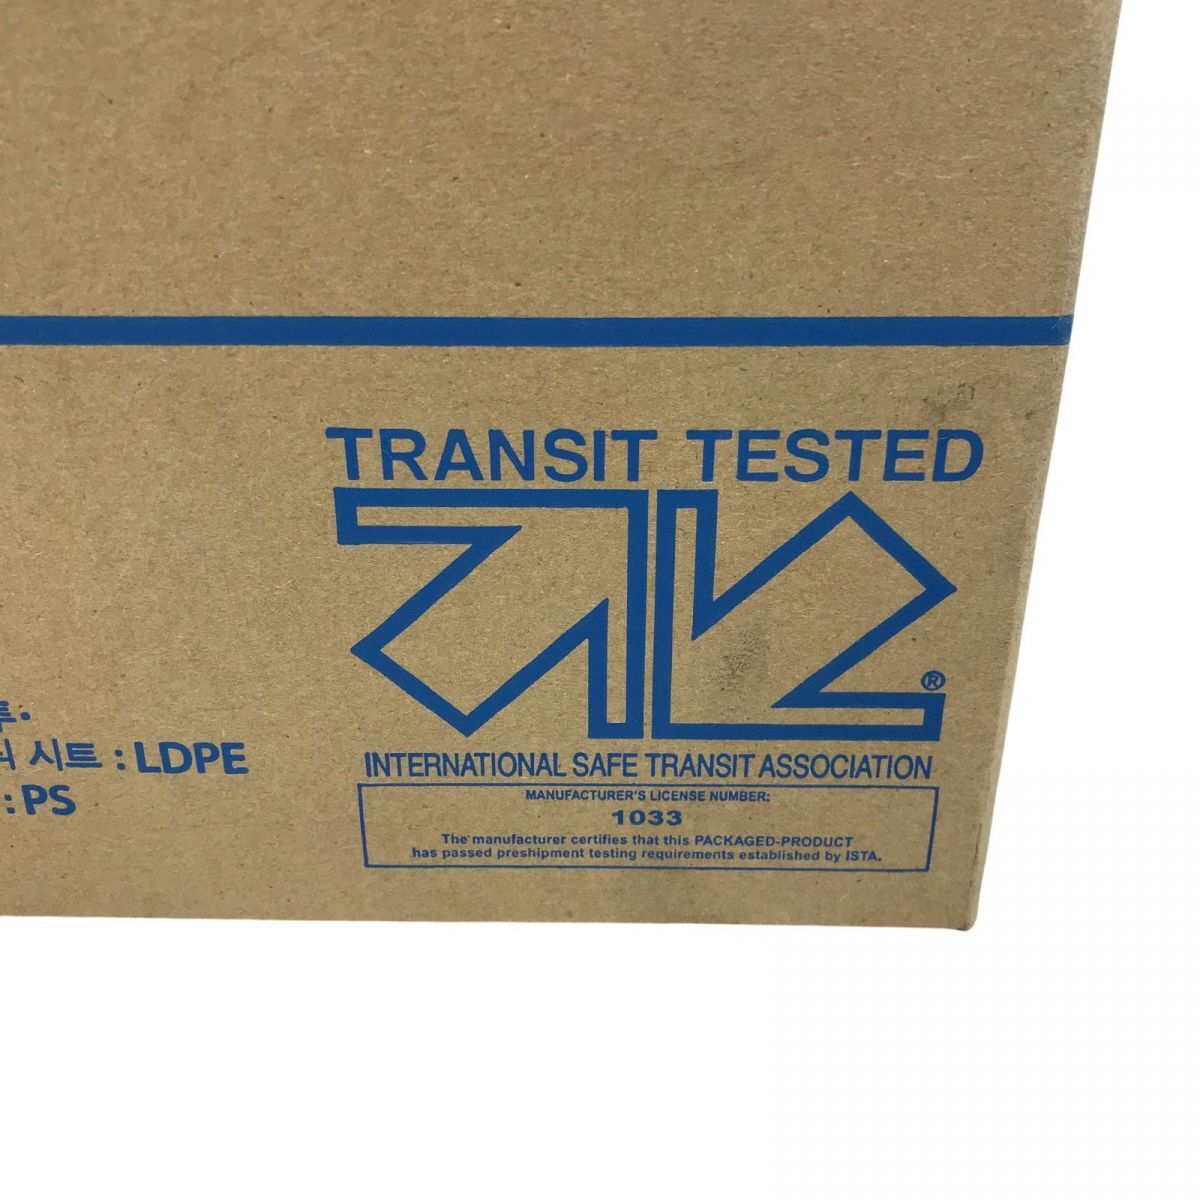 TRANSIT TESTED
®
INTERNATIONAL SAFE TRANSIT ASSOCIATION
MANUFACTURER'S LICENSE NUMBER:
1033
The manufacturer certifies that this PACKAGED-PRODUCT
has passed preshipment testing requirements established by ISTA.
시트 : LDPE
: PS